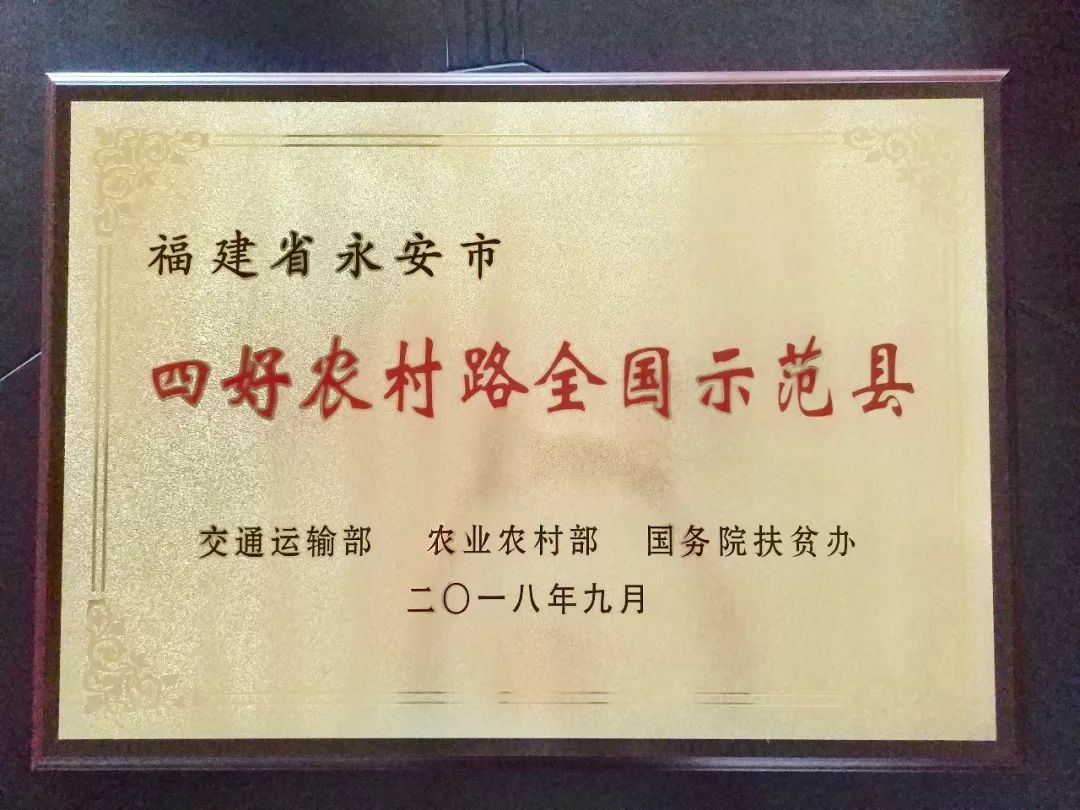 福建省永安市
四好农村路全国示范县
交通运输部 农业农村部 国务院扶贫办
二〇一八年九月